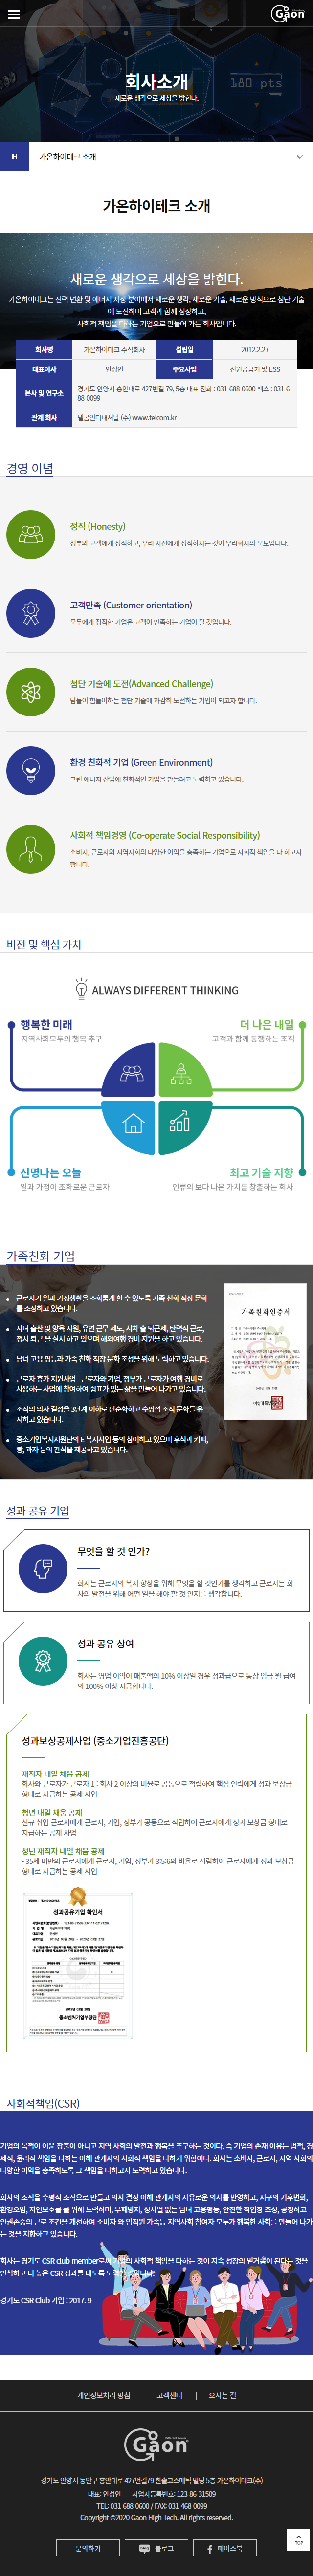 Gaon
회사소개
새로운 생각으로 세상을 밝힌다.
180 pts
H
가온하이테크 소개
가온하이테크 소개
새로운 생각으로 세상을 밝힌다.
가온하이테크는 전력 변환 및 에너지 저장 분야에서 새로운 생각, 새로운 기술, 새로운 방식으로 첨단 기술
에 도전하며 고객과 함께 성장하고,
사회적 책임을 다하는 기업으로 만들어 가는 회사입니다.
회사명 가온하이테크 주식회사 설립일 2012.2.27
대표이사 안성인 주요사업 전원공급기 및 ESS
본사 및 연구소 경기도 안양시 흥안대로 427번길 79, 5층 대표 전화 : 031-688-0600 팩스 : 031-6
88-0099
관계 회사 텔콤인터내셔날 (주) www.telcom.kr
경영 이념
정직 (Honesty)
정부와 고객에게 정직하고, 우리 자신에게 정직하자는 것이 우리회사의 모토입니다.
고객만족 (Customer orientation)
모두에게 정직한 기업은 고객이 만족하는 기업이 될 것입니다.
첨단 기술에 도전(Advanced Challenge)
남들이 힘들어하는 첨단 기술에 과감히 도전하는 기업이 되고자 합니다.
환경 친화적 기업 (Green Environment)
그린 에너지 산업에 친화적인 기업을 만들려고 노력하고 있습니다.
사회적 책임경영 (Co-operate Social Responsibility)
소비자, 근로자와 지역사회의 다양한 이익을 충족하는 기업으로 사회적 책임을 다 하고자
합니다.
비전 및 핵심 가치
ALWAYS DIFFERENT THINKING
행복한 미래
지역사회모두의 행복 추구
더 나은 내일
고객과 함께 동행하는 조직
신명나는 오늘
일과 가정이 조화로운 근로자
최고 기술 지향
인류의 보다 나은 가치를 창출하는 회사
가족친화 기업
근로자가 일과 가정생활을 조화롭게 할 수 있도록 가족 친화 직장 문화
를 조성하고 있습니다.
자녀 출산 및 양육 지원, 유연 근무 제도, 시차 출 퇴근제, 탄력적 근로,
정시 퇴근 을 실시 하고 있으며 해외여행 경비 지원을 하고 있습니다.
남녀 고용 평등과 가족 친화 직장 문화 조성을 위해 노력하고 있습니다.
근로자 휴가 지원사업 - 근로자와 기업, 정부가 근로자가 여행 경비로
사용하는 사업에 참여하여 쉼표가 있는 삶을 만들어 나가고 있습니다.
조직의 의사 결정을 3단계 이하로 단순화하고 수평적 조직 문화를 유
지하고 있습니다.
중소기업복지지원단의 E 복지사업 등의 참여하고 있으며 후식과 커피,
빵, 과자 등의 간식을 제공하고 있습니다.
가족친화인증서
성과 공유 기업
무엇을 할 것 인가?
회사는 근로자의 복지 향상을 위해 무엇을 할 것인가를 생각하고 근로자는 회
사의 발전을 위해 어떤 일을 해야 할 것 인지를 생각합니다.
성과 공유 상여
회사는 영업 이익이 매출액의 10% 이상일 경우 성과급으로 통상 임금 월 급여
의 100% 이상 지급합니다.
성과보상공제사업 (중소기업진흥공단)
재직자 내일 채움 공제
회사와 근로자가 근로자 1 : 회사 2 이상의 비율로 공동으로 적립하여 핵심 인력에게 성과 보상금
형태로 지급하는 공제 사업
청년 내일 채움 공제
신규 취업 근로자에게 근로자, 기업, 정부가 공동으로 적립하여 근로자에게 성과 보상금 형태로
지급하는 공제 사업
청년 재직자 내일 채움 공제
- 35세 미만의 근로자에게 근로자, 기업, 정부가 3:5:6의 비율로 적립하여 근로자에게 성과 보상금
형태로 지급하는 공제 사업
성과공유기업 확인서
중소벤처기업부장관
사회적책임(CSR)
기업의 목적이 이윤 창출이 아니고 지역 사회의 발전과 행복을 추구하는 것이다. 즉 기업의 존재 이유는 법적, 경
제적, 윤리적 책임을 다하는 이해 관계자의 사회적 책임을 다하기 위함이다. 회사는 소비자, 근로자, 지역 사회의
다양한 이익을 충족하도록 그 책임을 다하고자 노력하고 있습니다.
회사의 조직을 수평적 조직으로 만들고 의사 결정 이해 관계자의 자유로운 의사를 반영하고, 지구의 기후변화,
환경오염, 자연보호를 를 위해 노력하며, 부패방지, 성차별 없는 남녀 고용평등, 안전한 작업장 조성, 공정하고
인권존중의 근로 조건을 개선하여 소비자 와 임직원 가족등 지역사회 참여자 모두가 행복한 사회를 만들어 나가
는 것을 지향하고 있습니다.
회사는 경기도 CSR club member로써 기업의 사회적 책임을 다하는 것이 지속 성장의 밑거름이 된다는 것을
인식하고 더 높은 CSR 성과를 내도록 노력하고 있습니다.
경기도 CSR Club 가입 : 2017. 9
개인정보처리 방침 | 고객센터 | 오시는 길
Gaon
경기도 안양시 동안구 흥안대로 427번길79 한솔코스메틱 빌딩 5층 가온하이테크(주)
대표: 안성인 사업자등록번호: 123-86-31509
TEL: 031-688-0600 / FAX: 031-468-0099
Copyright ©2020 Gaon High Tech. All rights reserved.
문의하기
블로그
페이스북
TOP